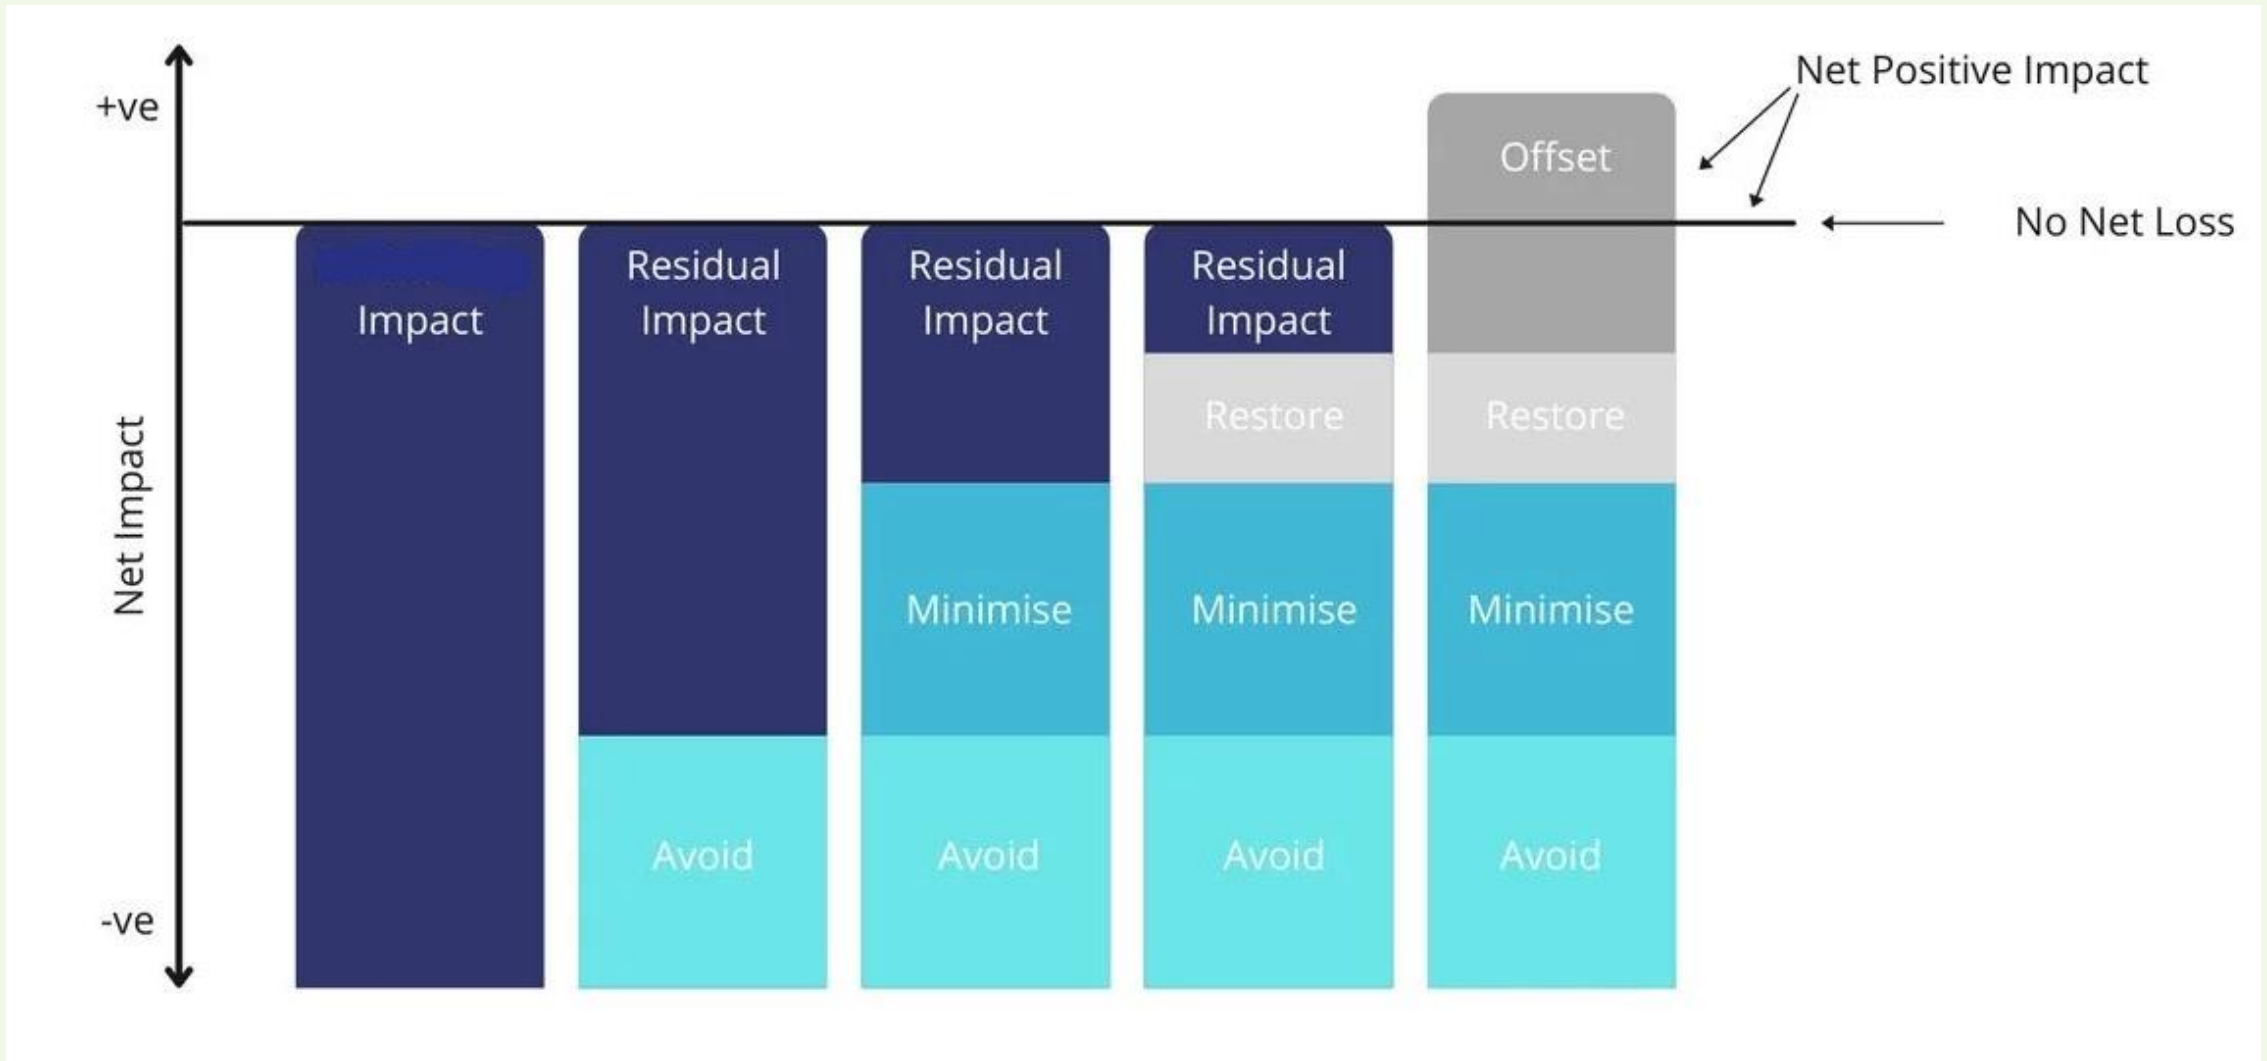 Net Positive Impact
+ve
Offset
No Net Loss
Impact
Residual
Impact
Residual
Impact
Residual
Impact
Restore
Restore
Net Impact
Minimise
Minimise
Minimise
Avoid
Avoid
Avoid
Avoid
-ve